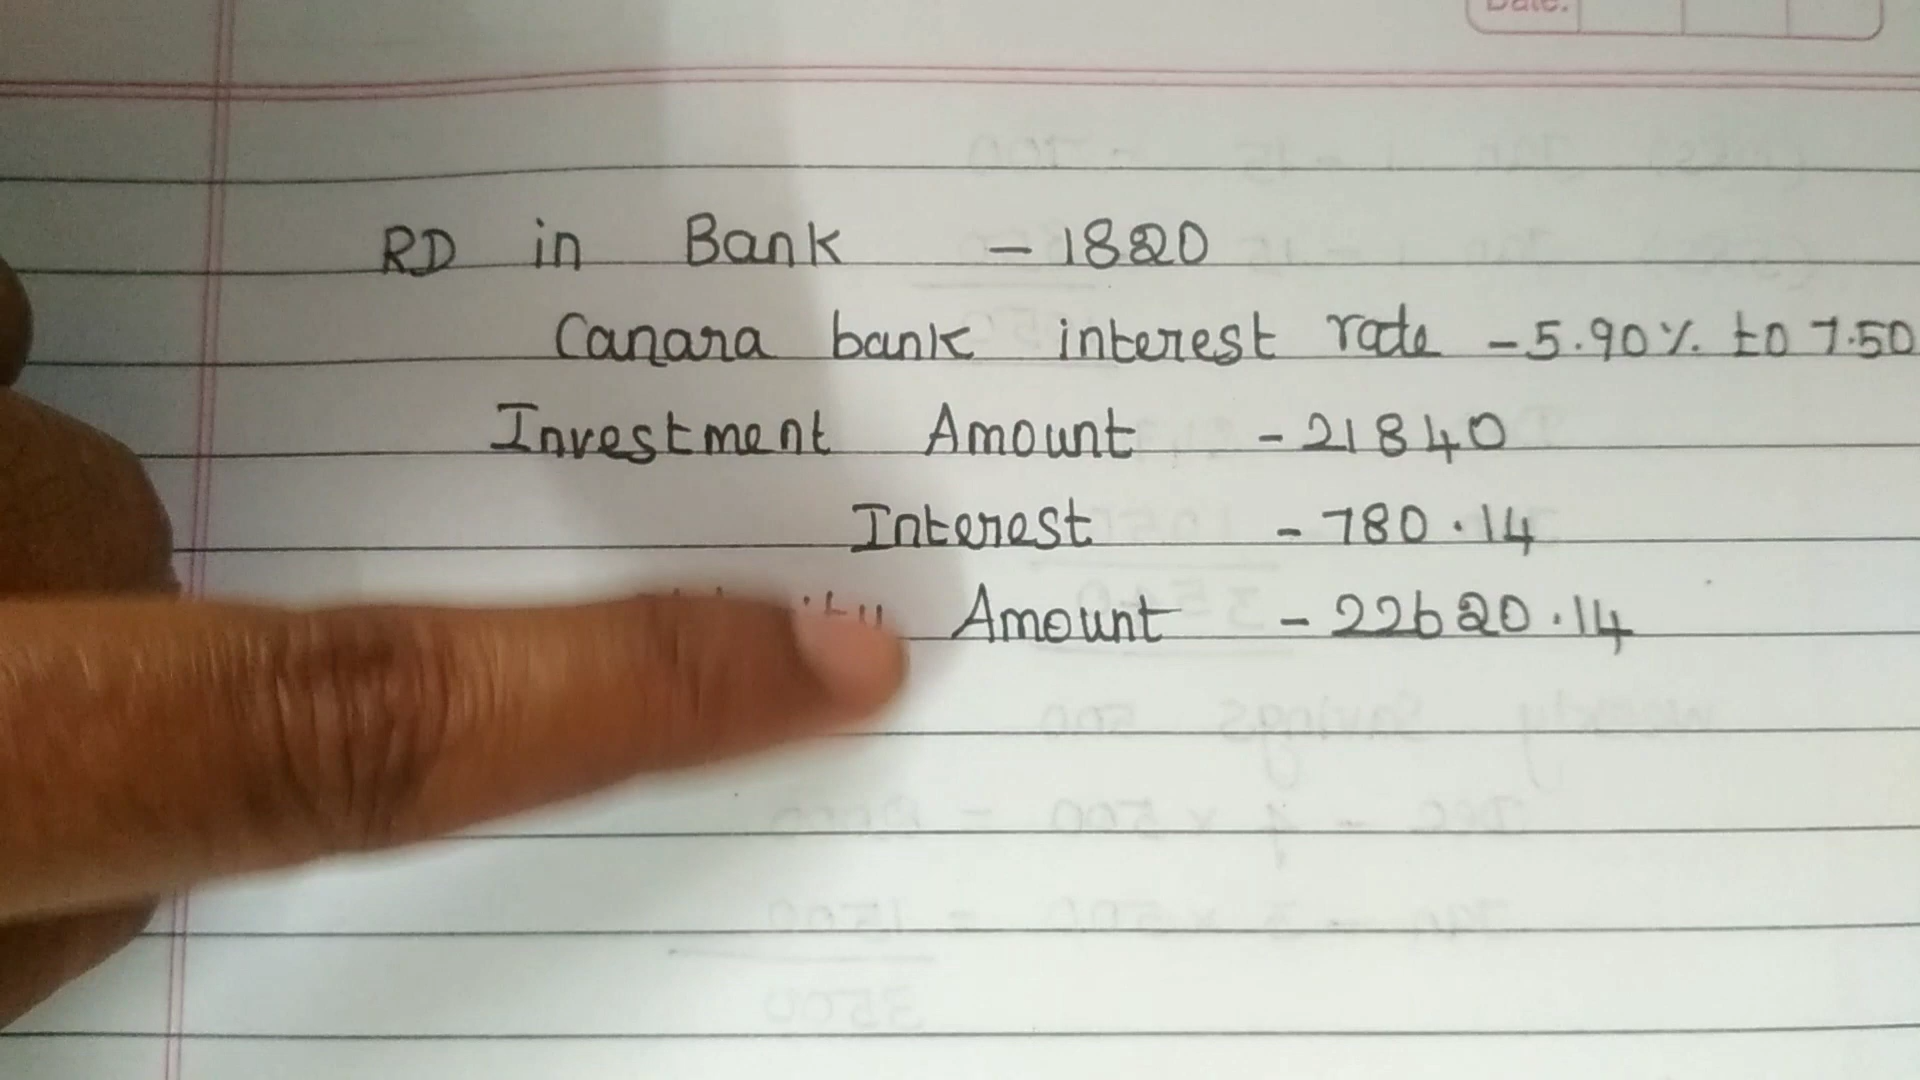 Date:
RD in Bank - 1820
Canara bank interest rate - 5.90% to 7.50
Investment Amount - 21840
Interest - 780.14
Amount - 22620.14